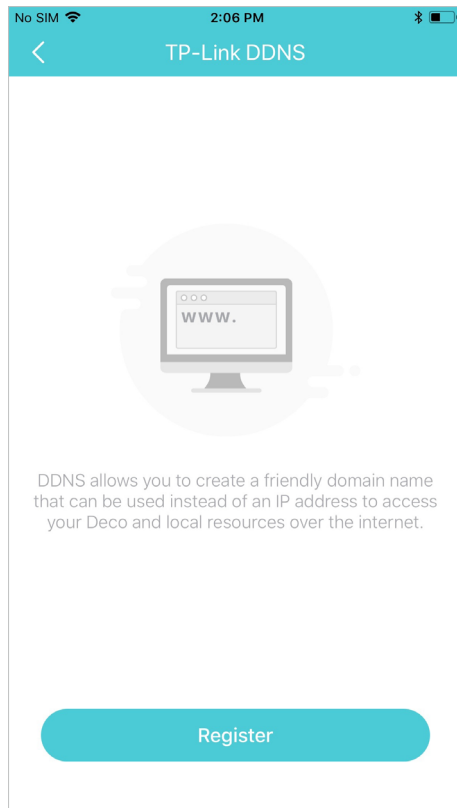 No SIM 2:06 PM
TP-Link DDNS
www.
DDNS allows you to create a friendly domain name
that can be used instead of an IP address to access
your Deco and local resources over the internet.
Register